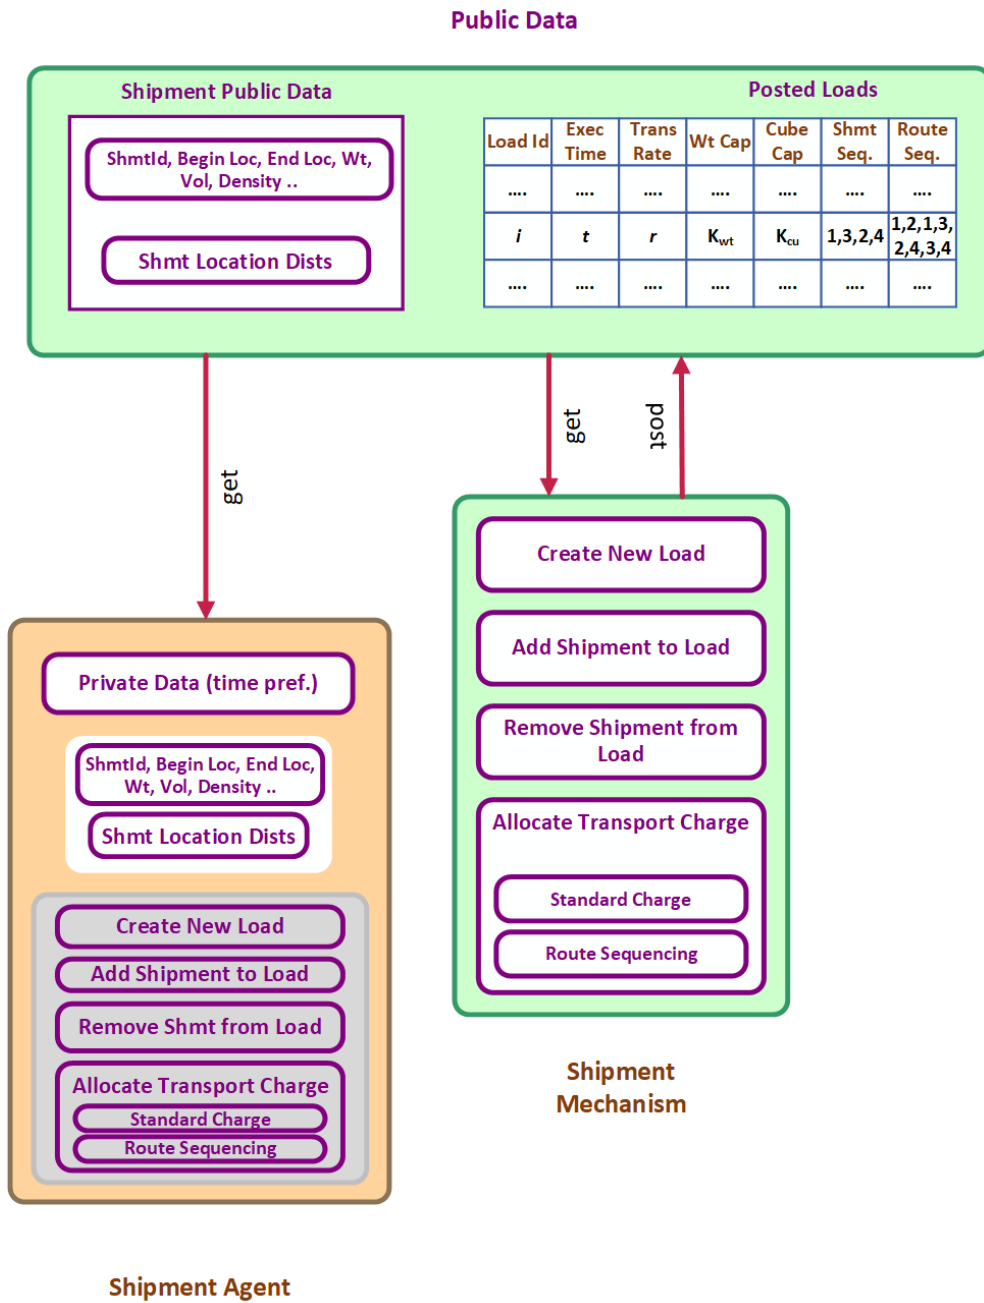 Public Data
Shipment Public Data
ShmtId, Begin Loc, End Loc, Wt,
Vol, Density ..
Shmt Location Dists
Posted Loads
Load Id Exec Time Trans Rate Wt Cap Cube Cap Shmt Seq. Route Seq.
.... .... .... .... .... .... ....
i t r Kwt Kcu 1,3,2,4 1,2,1,3,
2,4,3,4
.... .... .... .... .... .... ....
get
get
post
Create New Load
Add Shipment to Load
Remove Shipment from
Load
Allocate Transport Charge
Standard Charge
Route Sequencing
Shipment
Mechanism
Private Data (time pref.)
ShmtId, Begin Loc, End Loc,
Wt, Vol, Density ..
Shmt Location Dists
Create New Load
Add Shipment to Load
Remove Shmt from Load
Allocate Transport Charge
Standard Charge
Route Sequencing
Shipment Agent